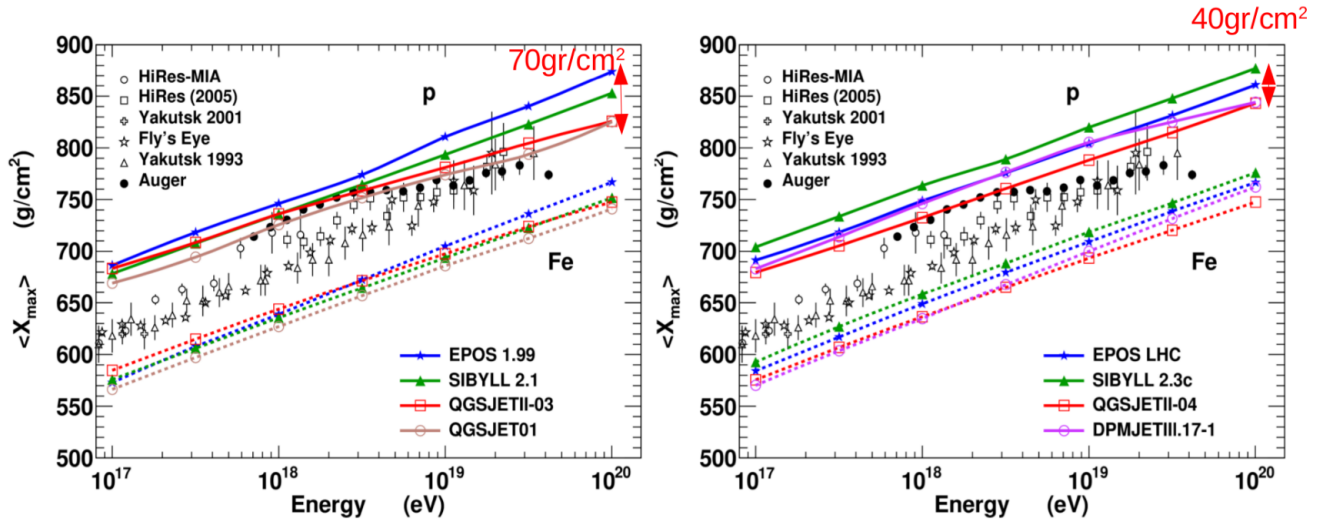 70gr/cm²
900
850
800
750
700
650
600
550
500
<Xmax> (g/cm²)
HiRes-MIA
HiRes (2005)
Yakutsk 2001
Fly's Eye
Yakutsk 1993
Auger
p
Fe
EPOS 1.99
SIBYLL 2.1
QGSJETII-03
QGSJET01
10¹⁷ 10¹⁸ 10¹⁹ 10²⁰
Energy (eV)
40gr/cm²
900
850
800
750
700
650
600
550
500
<Xmax> (g/cm²)
HiRes-MIA
HiRes (2005)
Yakutsk 2001
Fly's Eye
Yakutsk 1993
Auger
p
Fe
EPOS LHC
SIBYLL 2.3c
QGSJETII-04
DPMJETIII.17-1
10¹⁷ 10¹⁸ 10¹⁹ 10²⁰
Energy (eV)